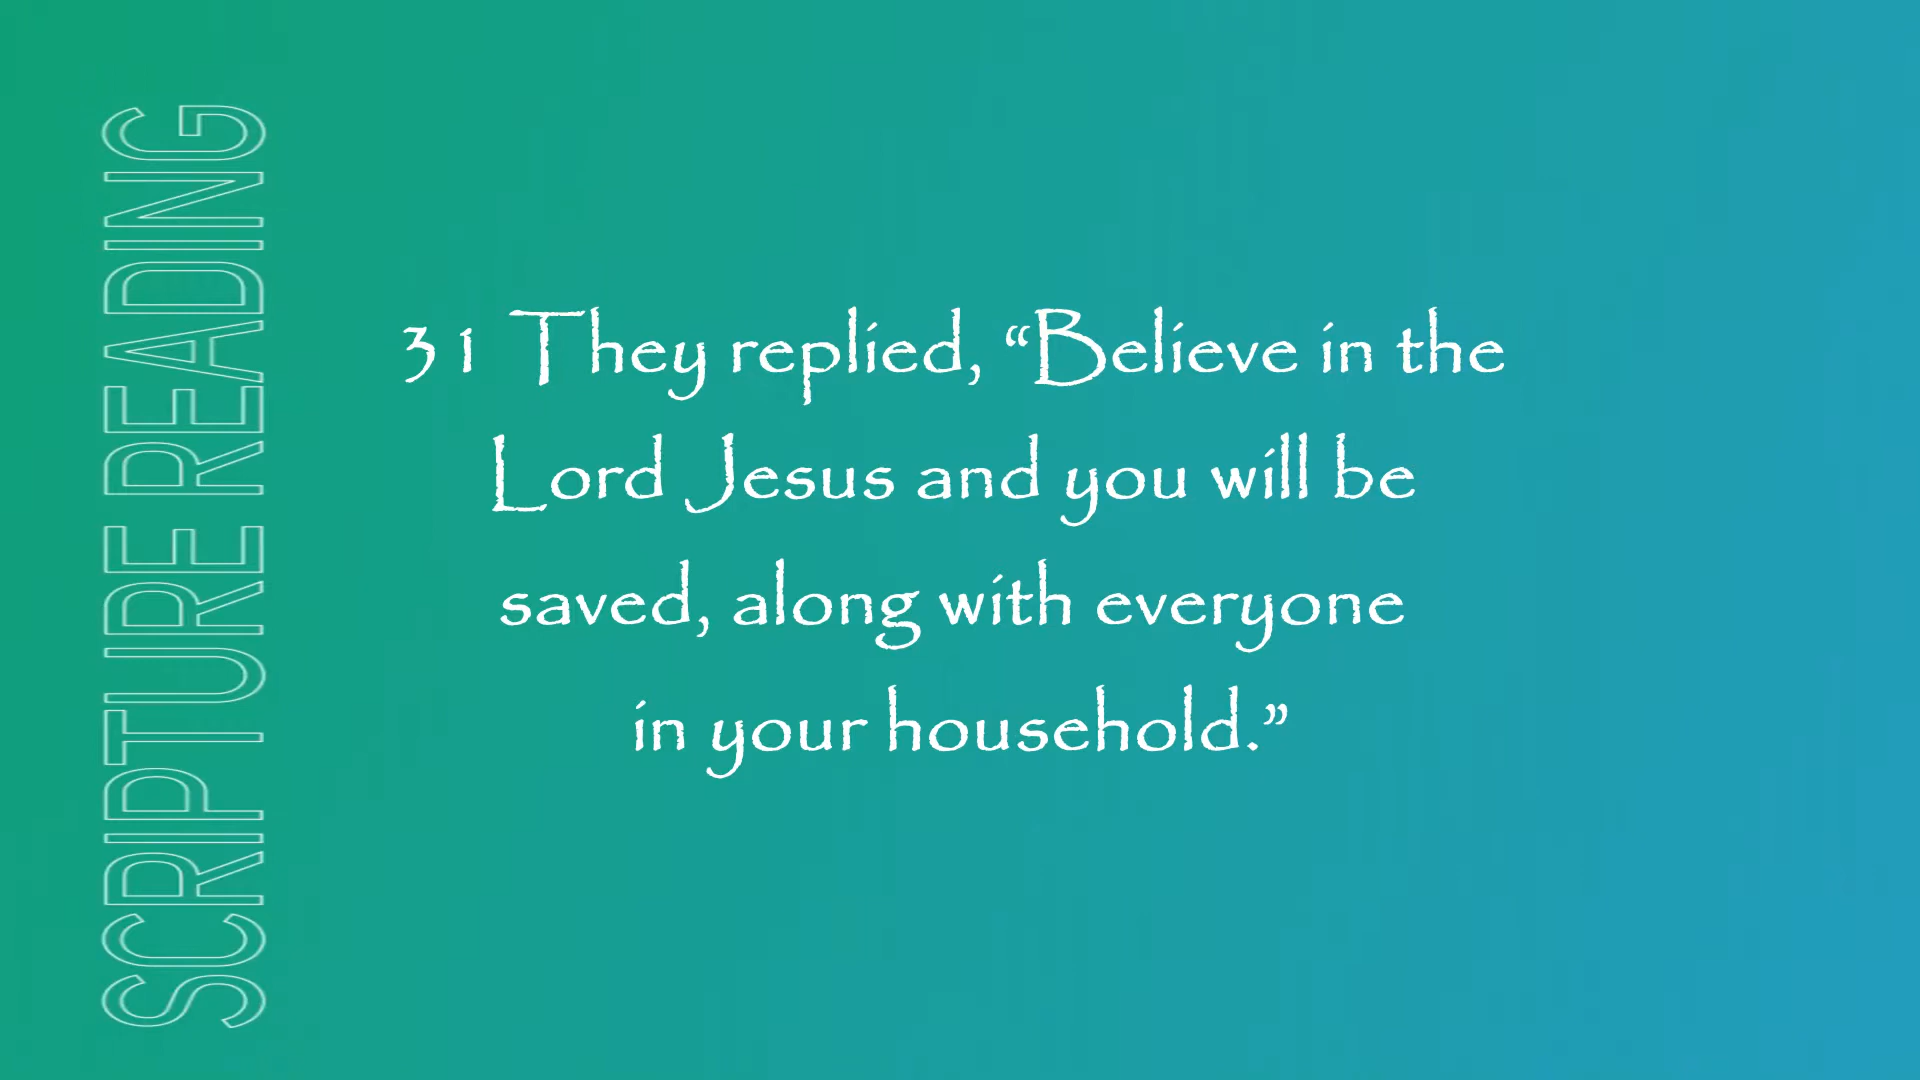 SCRIPTURE READING
31 They replied, “Believe in the
Lord Jesus and you will be
saved, along with everyone
in your household.”